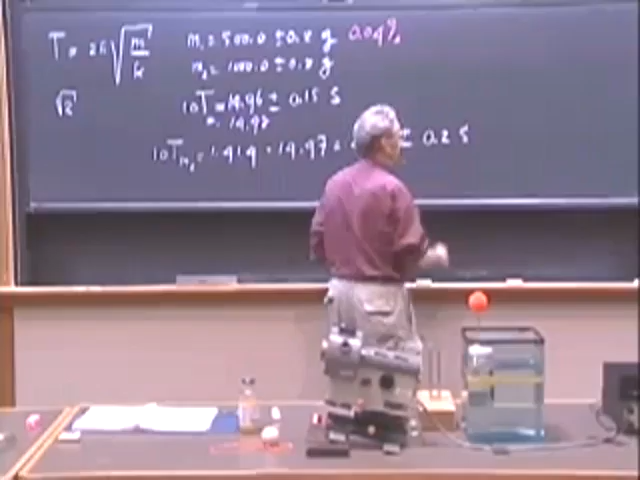 T = 2π √(m/k)
m₁ = 500.0 ± 0.2 g 0.04%
m₂ = 1000.0 ± 0.2 g
√2
10T = 14.96 ± 0.15 s
14.97
10T m₂ = 1.414 · 14.97 = ± 0.2 s